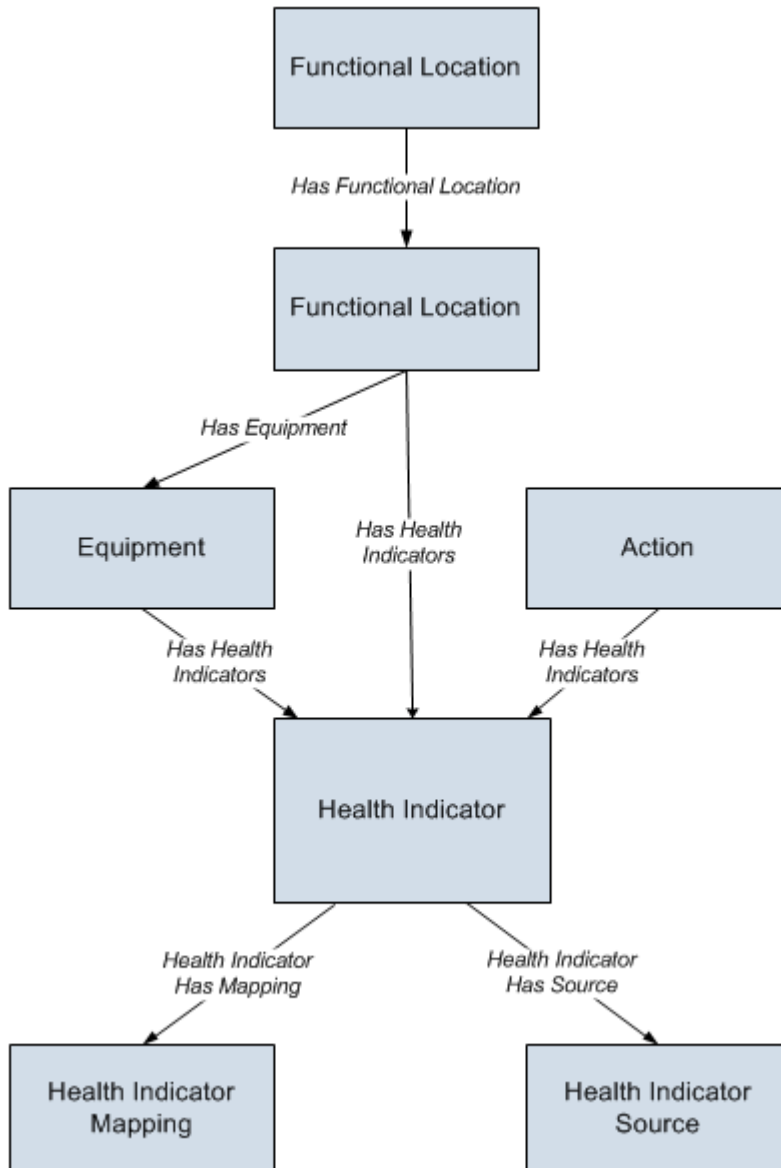 Functional Location
Has Functional Location
Functional Location
Has Equipment
Equipment
Has Health
Indicators
Action
Has Health
Indicators
Has Health
Indicators
Health Indicator
Health Indicator
Has Mapping
Health Indicator
Has Source
Health Indicator
Mapping
Health Indicator
Source